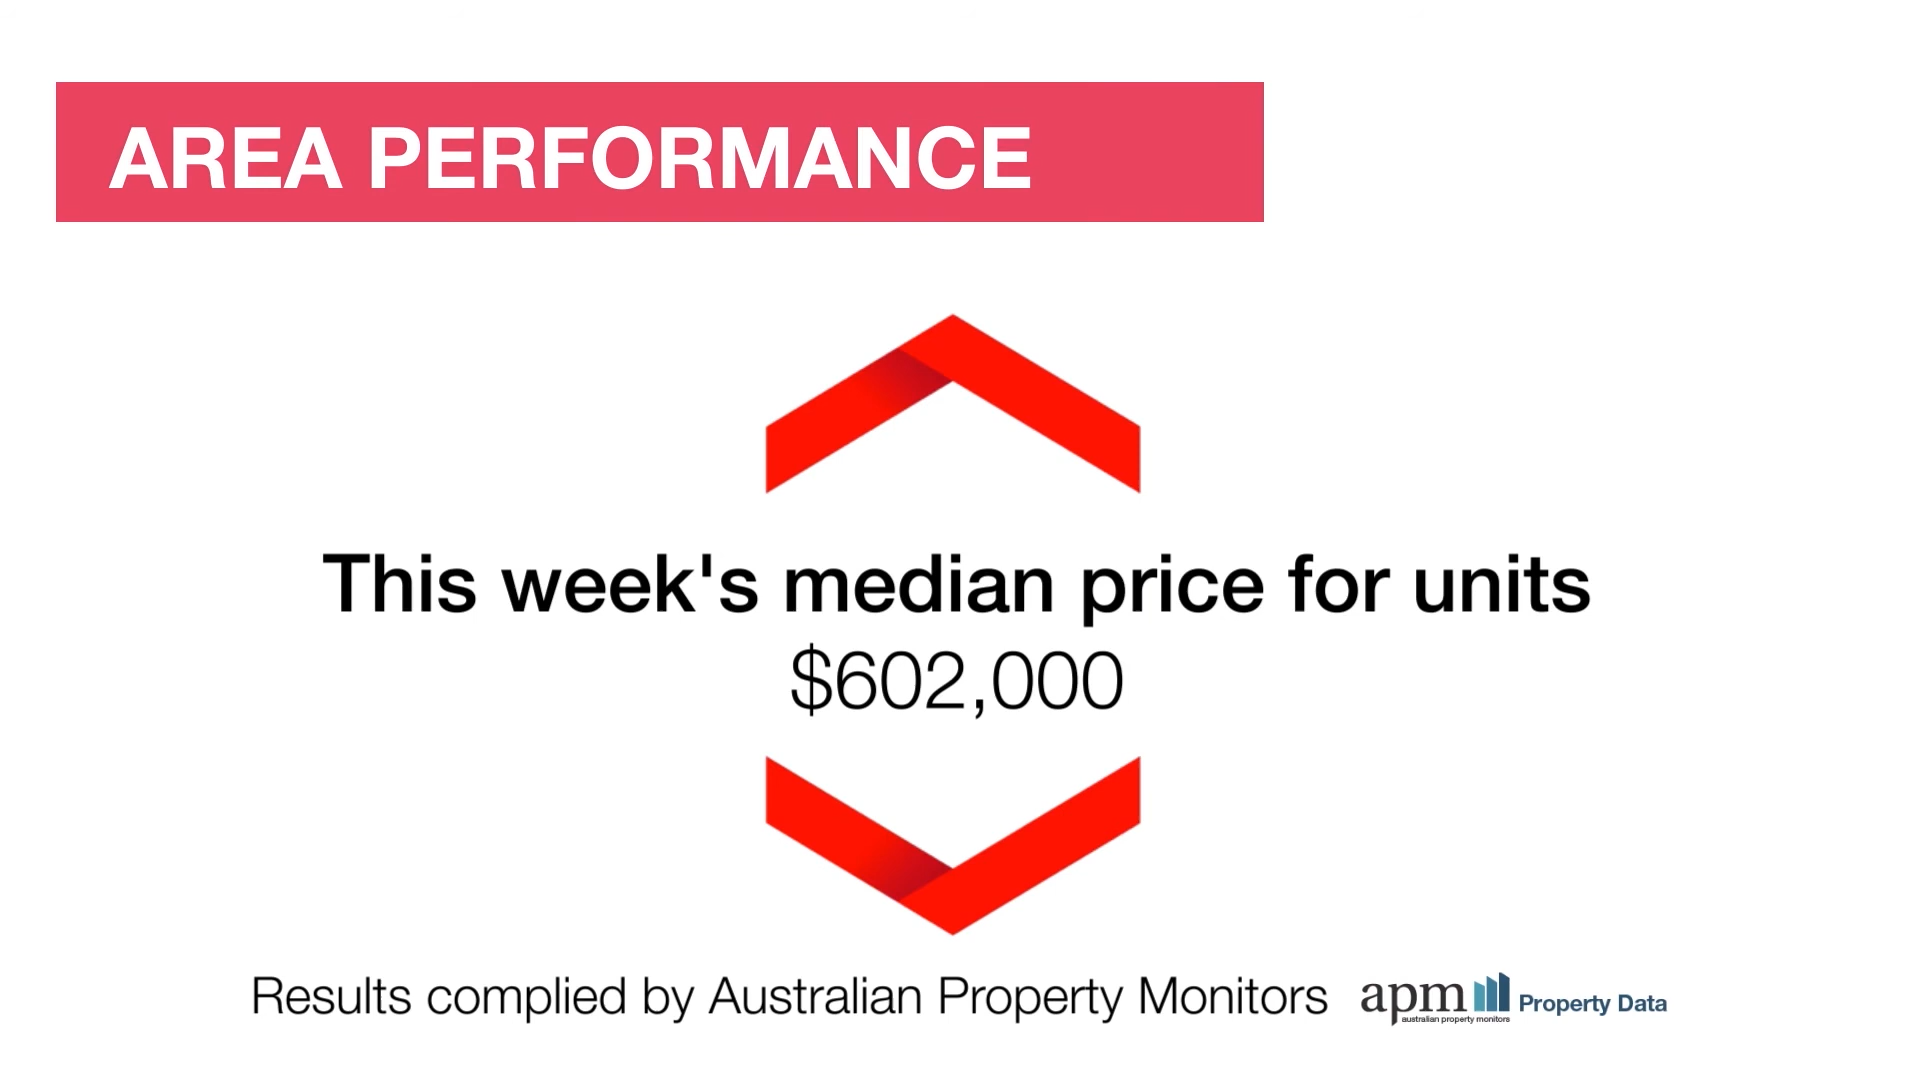 AREA PERFORMANCE
This week's median price for units
$602,000
Results complied by Australian Property Monitors
apm Property Data
australian property monitors